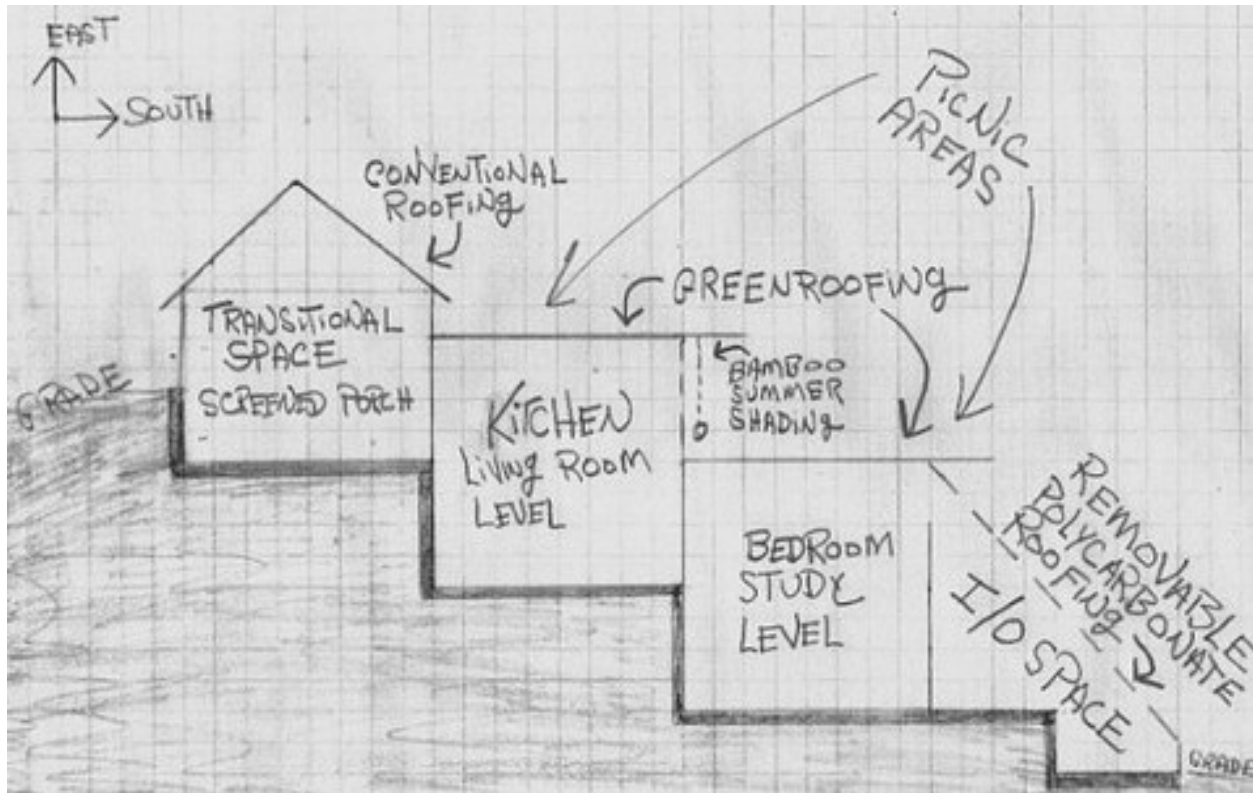 EAST
SOUTH
PICNIC
AREAS
CONVENTIONAL
ROOFING
GREENROOFING
TRANSITIONAL
SPACE
SCREENED PORCH
GRADE
BAMBOO
SUMMER
SHADING
KITCHEN
LIVING ROOM
LEVEL
REMOVABLE
POLYCARBONATE
ROOFING
I/O SPACE
BEDROOM
STUDY
LEVEL
GRADE